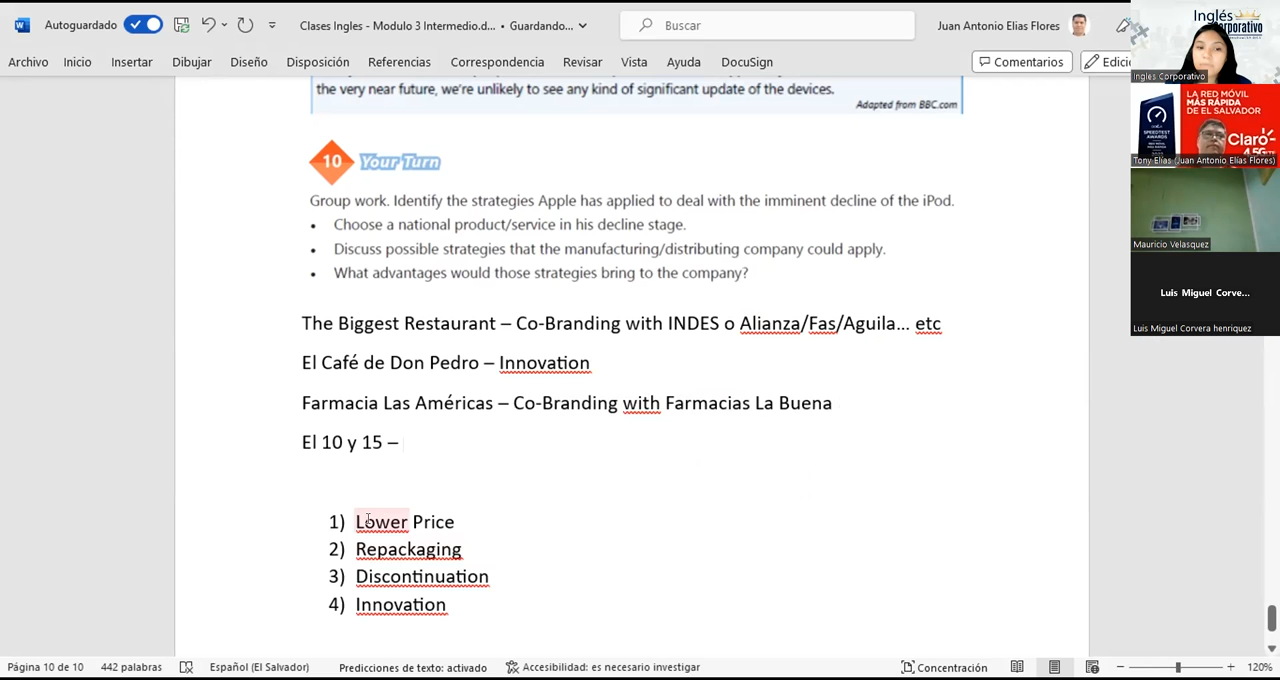 Autoguardado
Clases Ingles - Modulo 3 Intermedio.d... • Guardando...
Buscar
Juan Antonio Elias Flores
Archivo Inicio Insertar Dibujar Diseño Disposición Referencias Correspondencia Revisar Vista Ayuda DocuSign
Comentarios
Edició
the very near future, we're unlikely to see any kind of significant update of the devices.
Adapted from BBC.com
10 Your Turn
Group work. Identify the strategies Apple has applied to deal with the imminent decline of the iPod.
• Choose a national product/service in his decline stage.
• Discuss possible strategies that the manufacturing/distributing company could apply.
• What advantages would those strategies bring to the company?
The Biggest Restaurant – Co-Branding with INDES o Alianza/Fas/Aguila... etc
El Café de Don Pedro – Innovation
Farmacia Las Américas – Co-Branding with Farmacias La Buena
El 10 y 15 –
1) Lower Price
2) Repackaging
3) Discontinuation
4) Innovation
Página 10 de 10
442 palabras
Español (El Salvador)
Predicciones de texto: activado
Accesibilidad: es necesario investigar
Concentración
120%
Inglés
Corporativo
Ingles Corporativo
LA RED MÓVIL
MÁS RÁPIDA
DE EL SALVADOR
SPEEDTEST
AWARDS
Claro
4.5G
Tony Elías (Juan Antonio Elías Flores)
Mauricio Velasquez
Luis Miguel Corve...
Luis Miguel Corvera henriquez